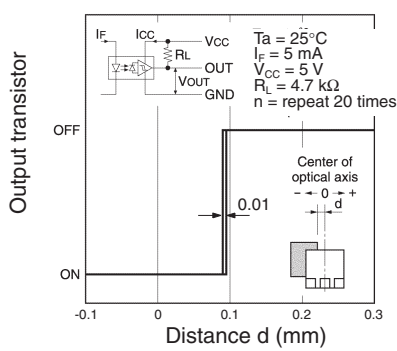 IF ICC VCC
RL
OUT
VOUT
GND
Ta = 25°C
IF = 5 mA
VCC = 5 V
RL = 4.7 kΩ
n = repeat 20 times
Output transistor
OFF
ON
0.01
Center of
optical axis
− 0 +
d
-0.1 0 0.1 0.2 0.3
Distance d (mm)